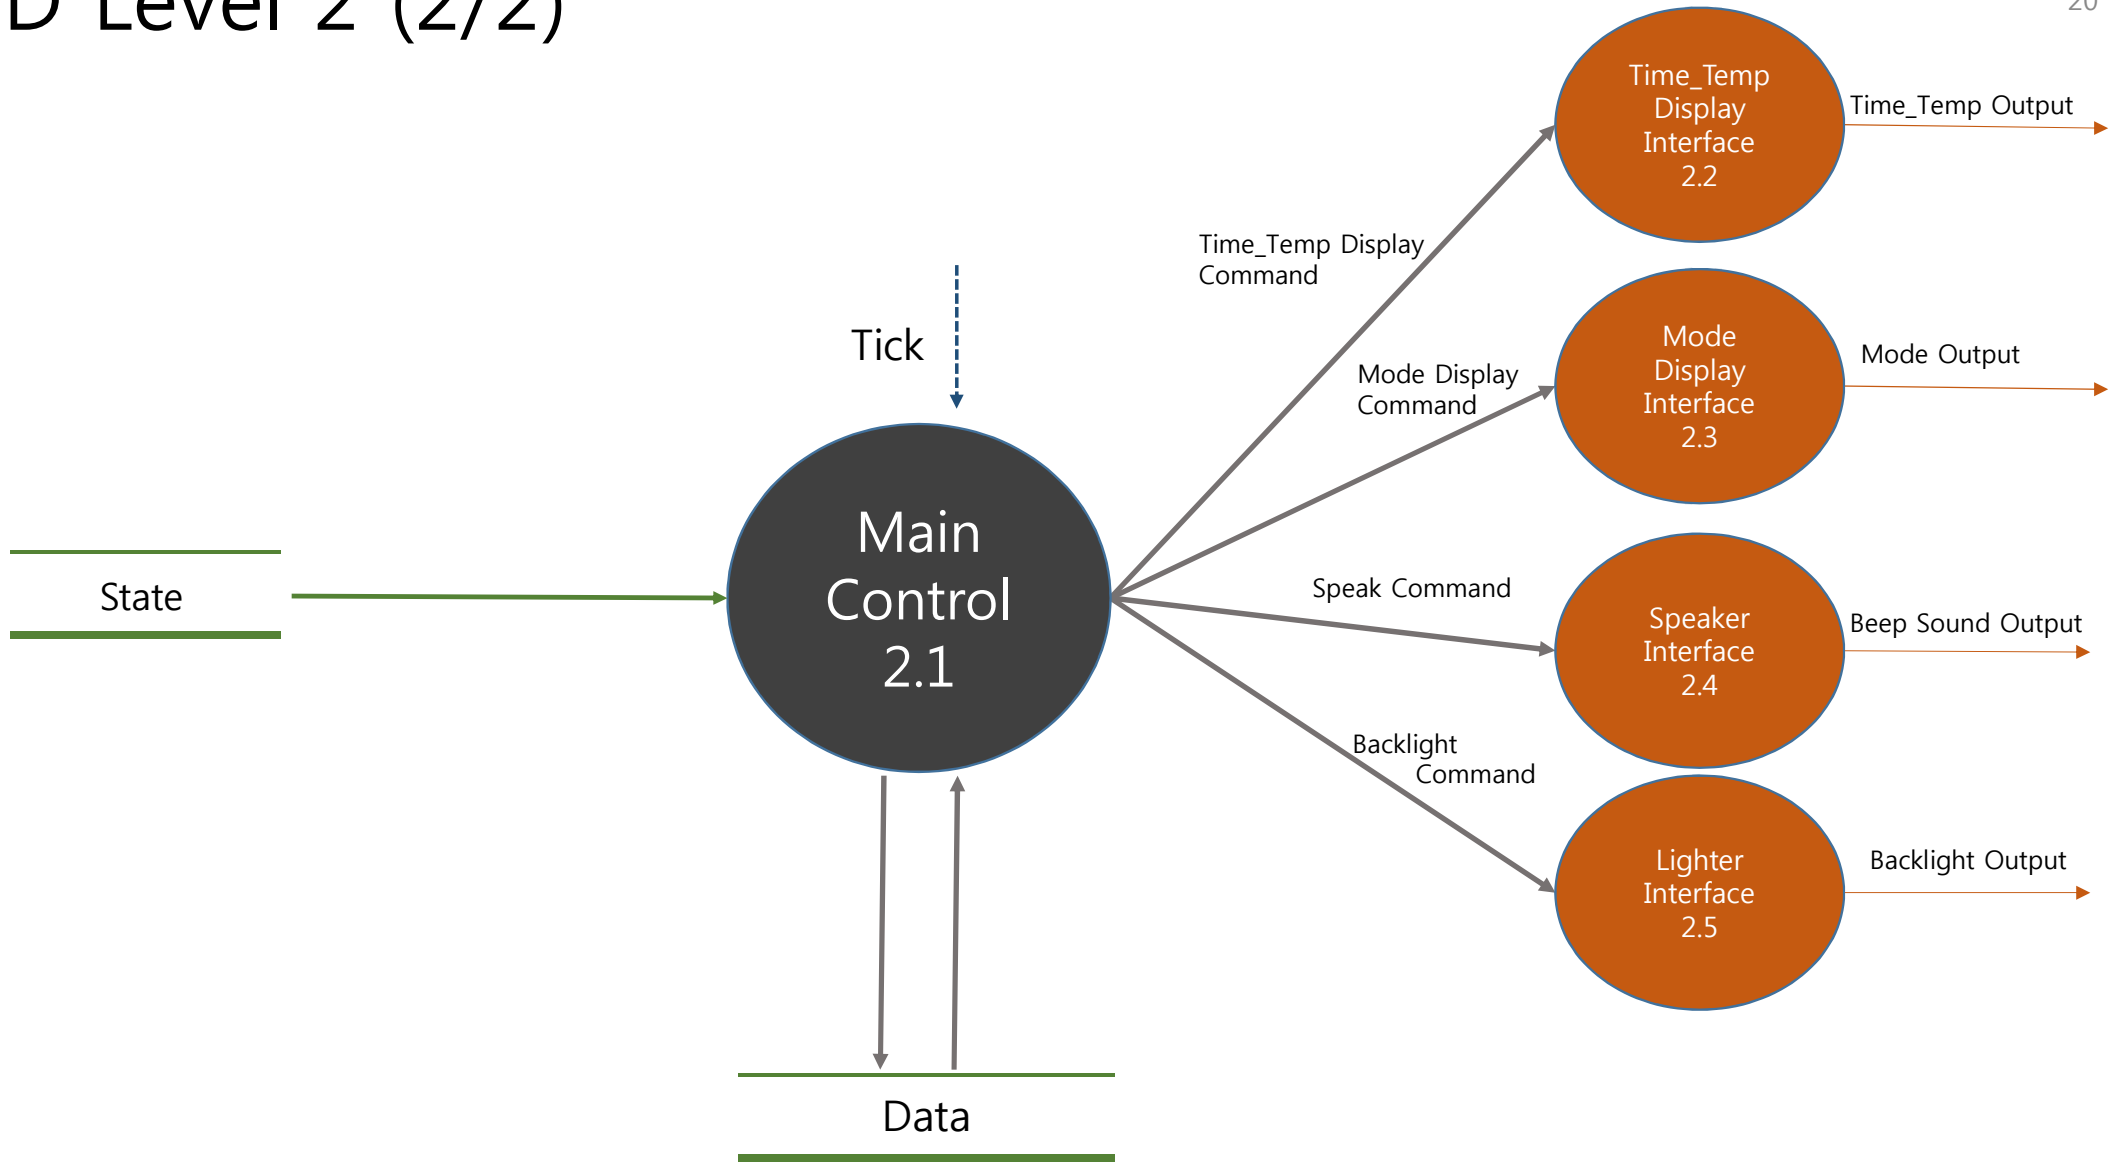 D Level 2 (2/2)
20
Time_Temp
Display
Interface
2.2
Time_Temp Output
Time_Temp Display
Command
Tick
Mode
Display
Interface
2.3
Mode Output
Mode Display
Command
Main
Control
2.1
State
Speak Command
Speaker
Interface
2.4
Beep Sound Output
Backlight
Command
Lighter
Interface
2.5
Backlight Output
Data